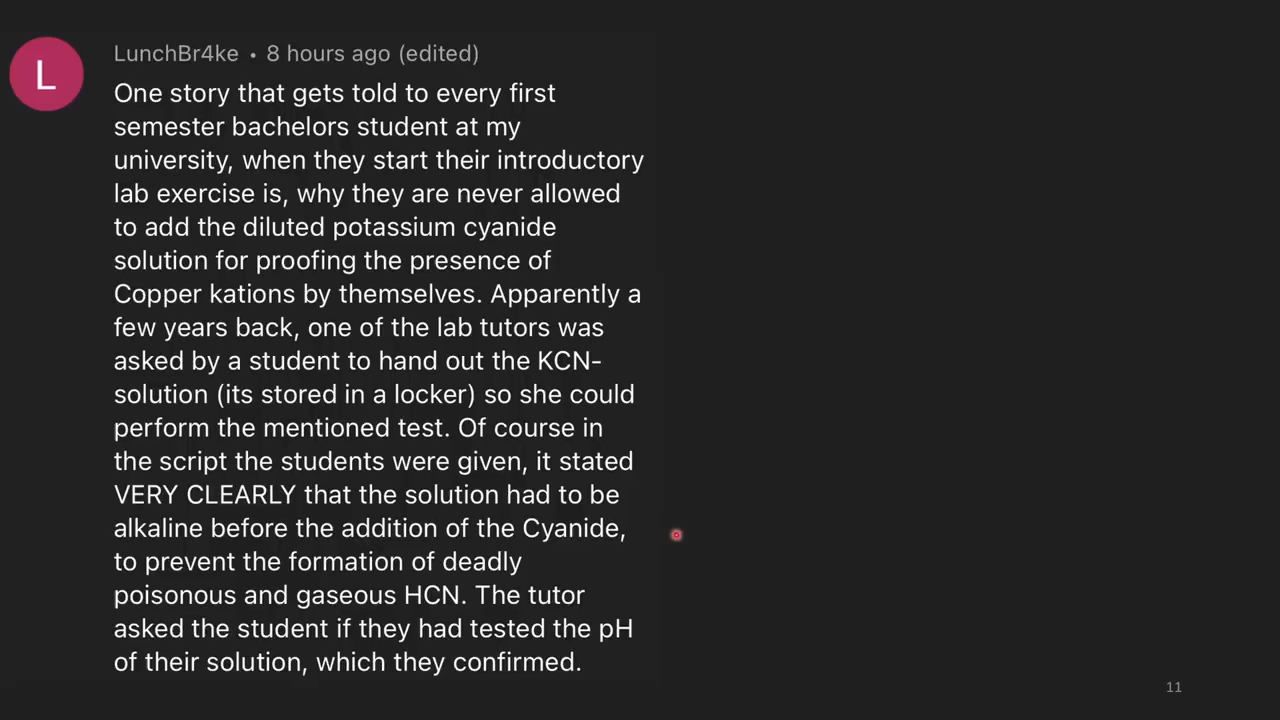 L
LunchBr4ke • 8 hours ago (edited)
One story that gets told to every first
semester bachelors student at my
university, when they start their introductory
lab exercise is, why they are never allowed
to add the diluted potassium cyanide
solution for proofing the presence of
Copper kations by themselves. Apparently a
few years back, one of the lab tutors was
asked by a student to hand out the KCN-
solution (its stored in a locker) so she could
perform the mentioned test. Of course in
the script the students were given, it stated
VERY CLEARLY that the solution had to be
alkaline before the addition of the Cyanide,
to prevent the formation of deadly
poisonous and gaseous HCN. The tutor
asked the student if they had tested the pH
of their solution, which they confirmed.
11